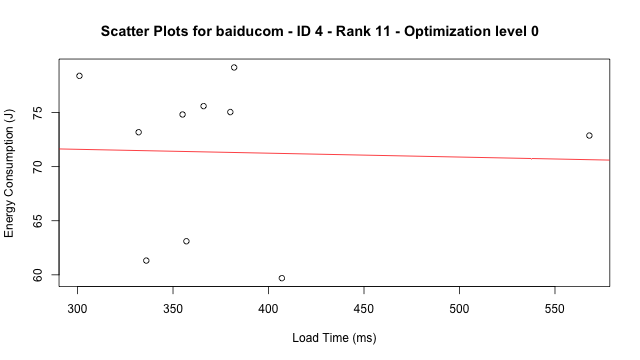 Scatter Plots for baiducom - ID 4 - Rank 11 - Optimization level 0
Energy Consumption (J)
75
70
65
60
300 350 400 450 500 550
Load Time (ms)